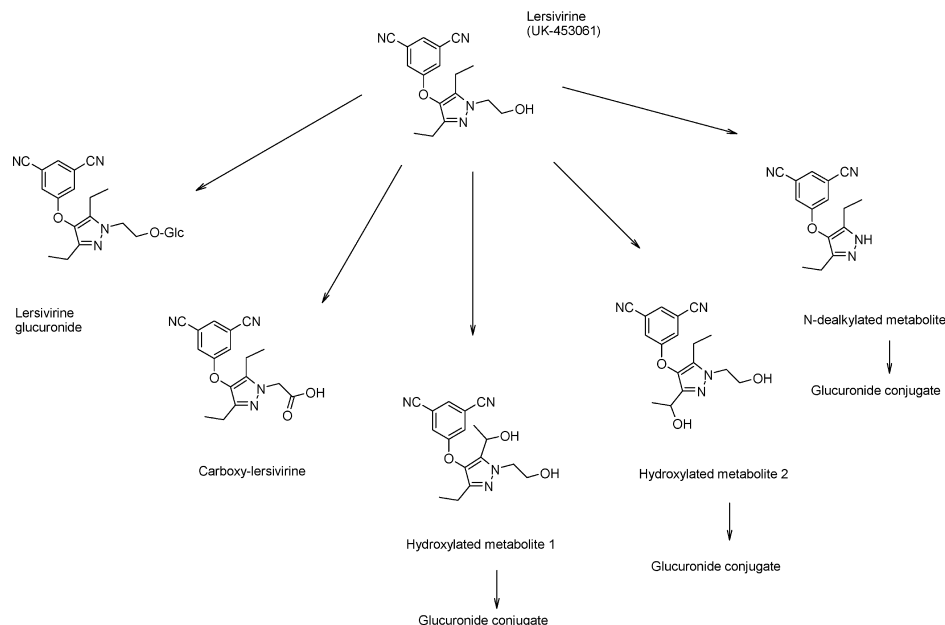 Lersivirine
(UK-453061)
NC CN
O N
N OH
NC CN
O N
N O-Glc
Lersivirine
glucuronide
NC CN
O
NH
N
N-dealkylated metabolite
Glucuronide conjugate
NC CN
O N
N OH
O
Carboxy-lersivirine
NC CN
O N
N OH
OH
Hydroxylated metabolite 2
Glucuronide conjugate
NC CN
OH
O N
N OH
Hydroxylated metabolite 1
Glucuronide conjugate